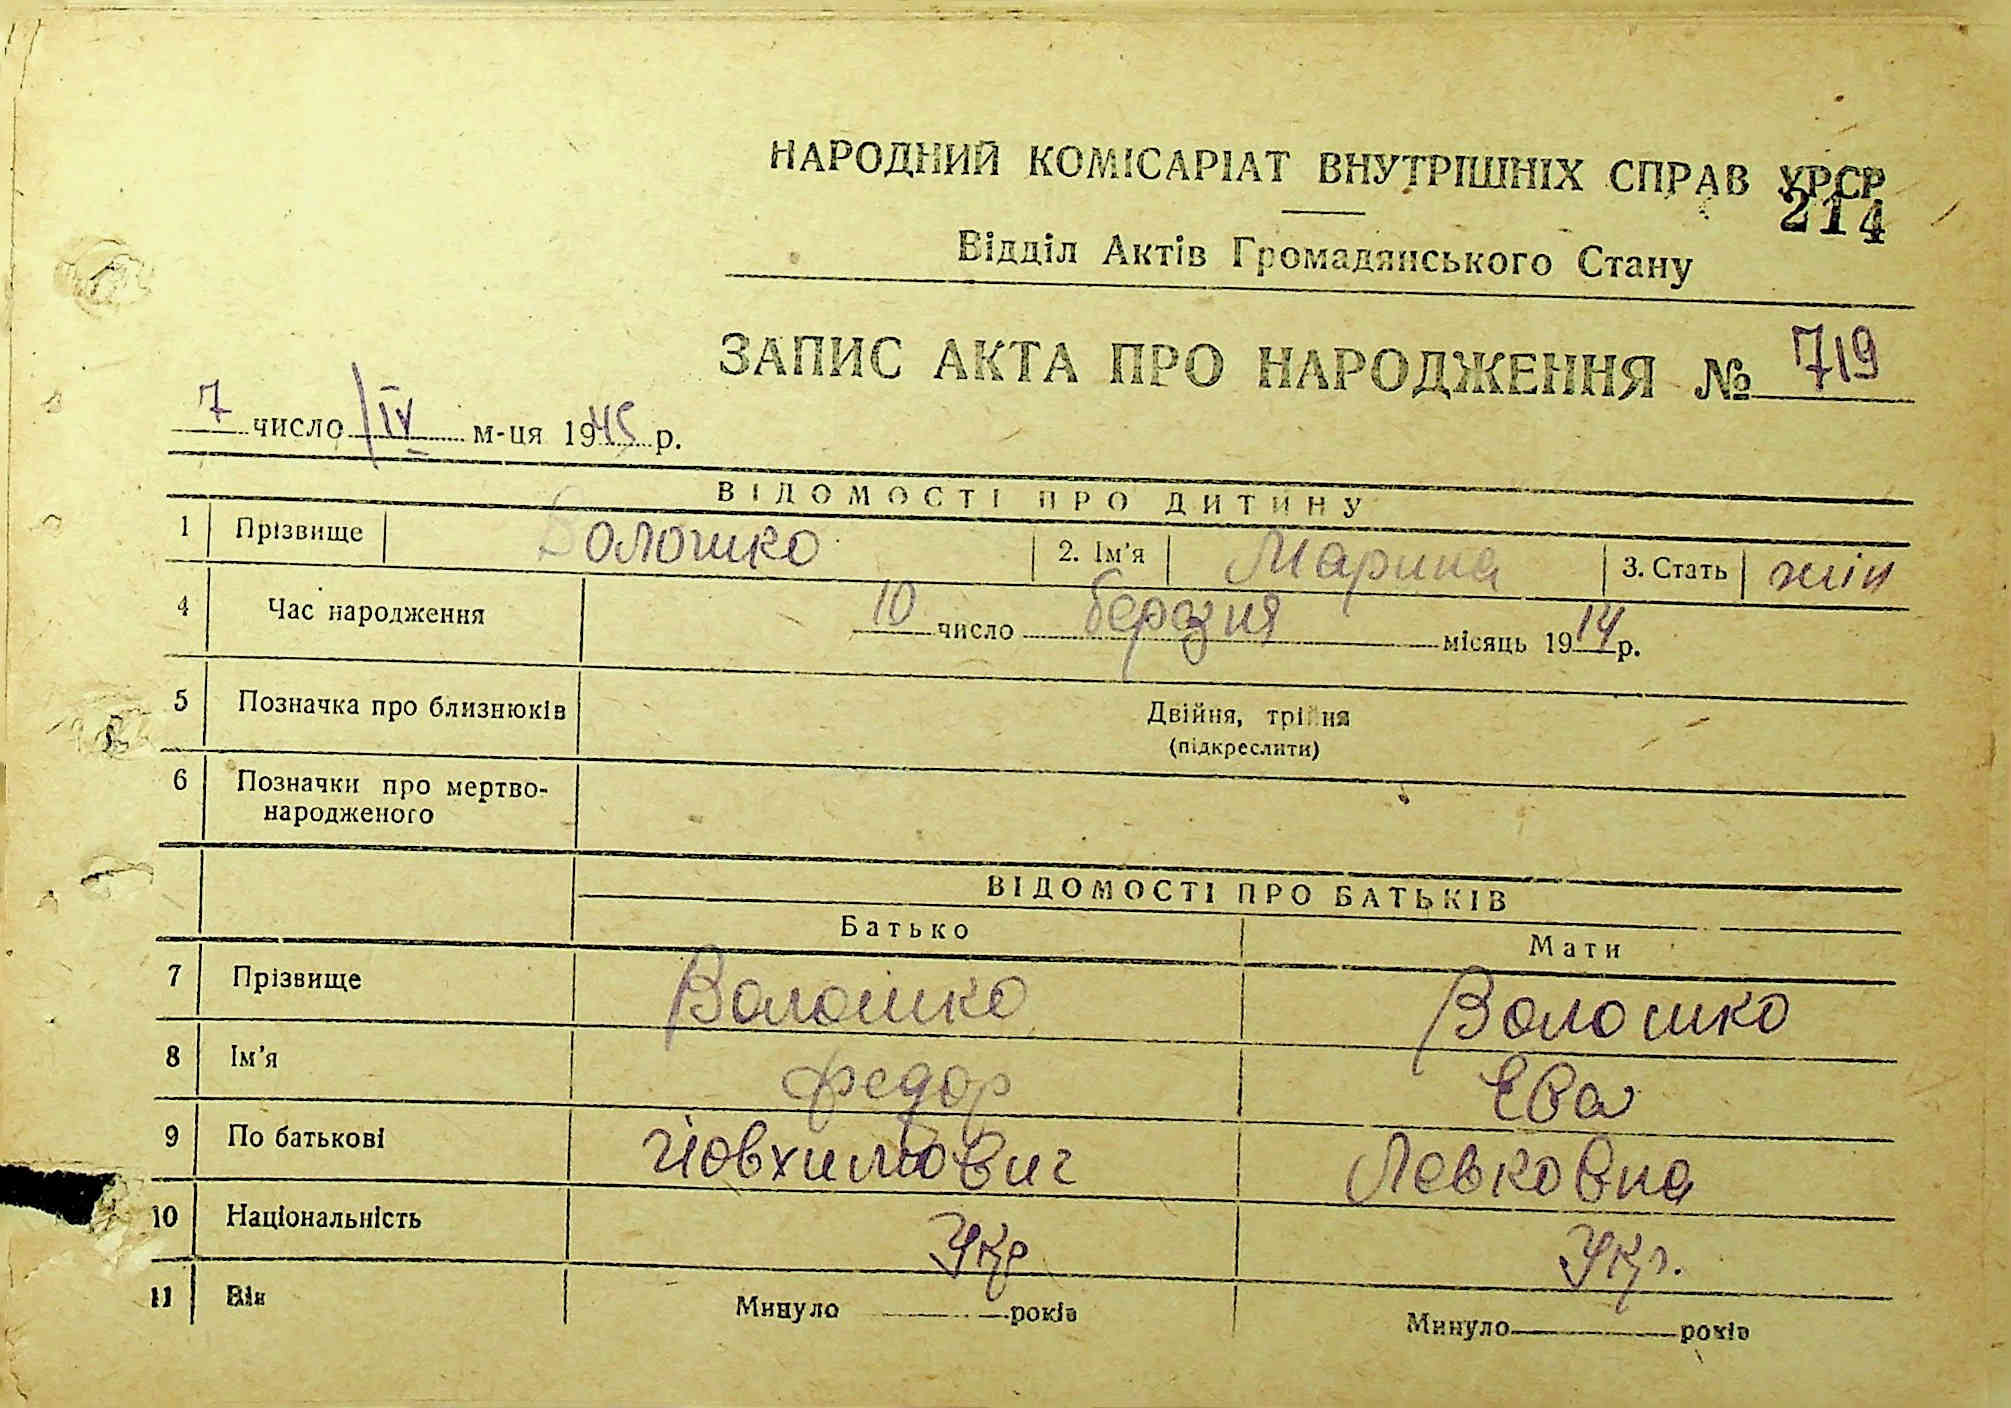 НАРОДНИЙ КОМІСАРІАТ ВНУТРІШНІХ СПРАВ УРСР
214
Відділ Актів Громадянського Стану
ЗАПИС АКТА ПРО НАРОДЖЕННЯ № 719
7 число IV м-ця 1945 р.
ВІДОМОСТІ ПРО ДИТИНУ
1 Прізвище Волошко 2. Ім'я Марина 3. Стать жін
4 Час народження 10 число березня місяць 1914 р.
5 Позначка про близнюків Двійня, трійня
(підкреслити)
6 Позначки про мертво-
народженого
ВІДОМОСТІ ПРО БАТЬКІВ
Батько Мати
7 Прізвище Волошко Волошко
8 Ім'я Федор Ева
9 По батькові Йовхимович Левковна
10 Національність Укр Укр.
11 Вік Минуло років Минуло років